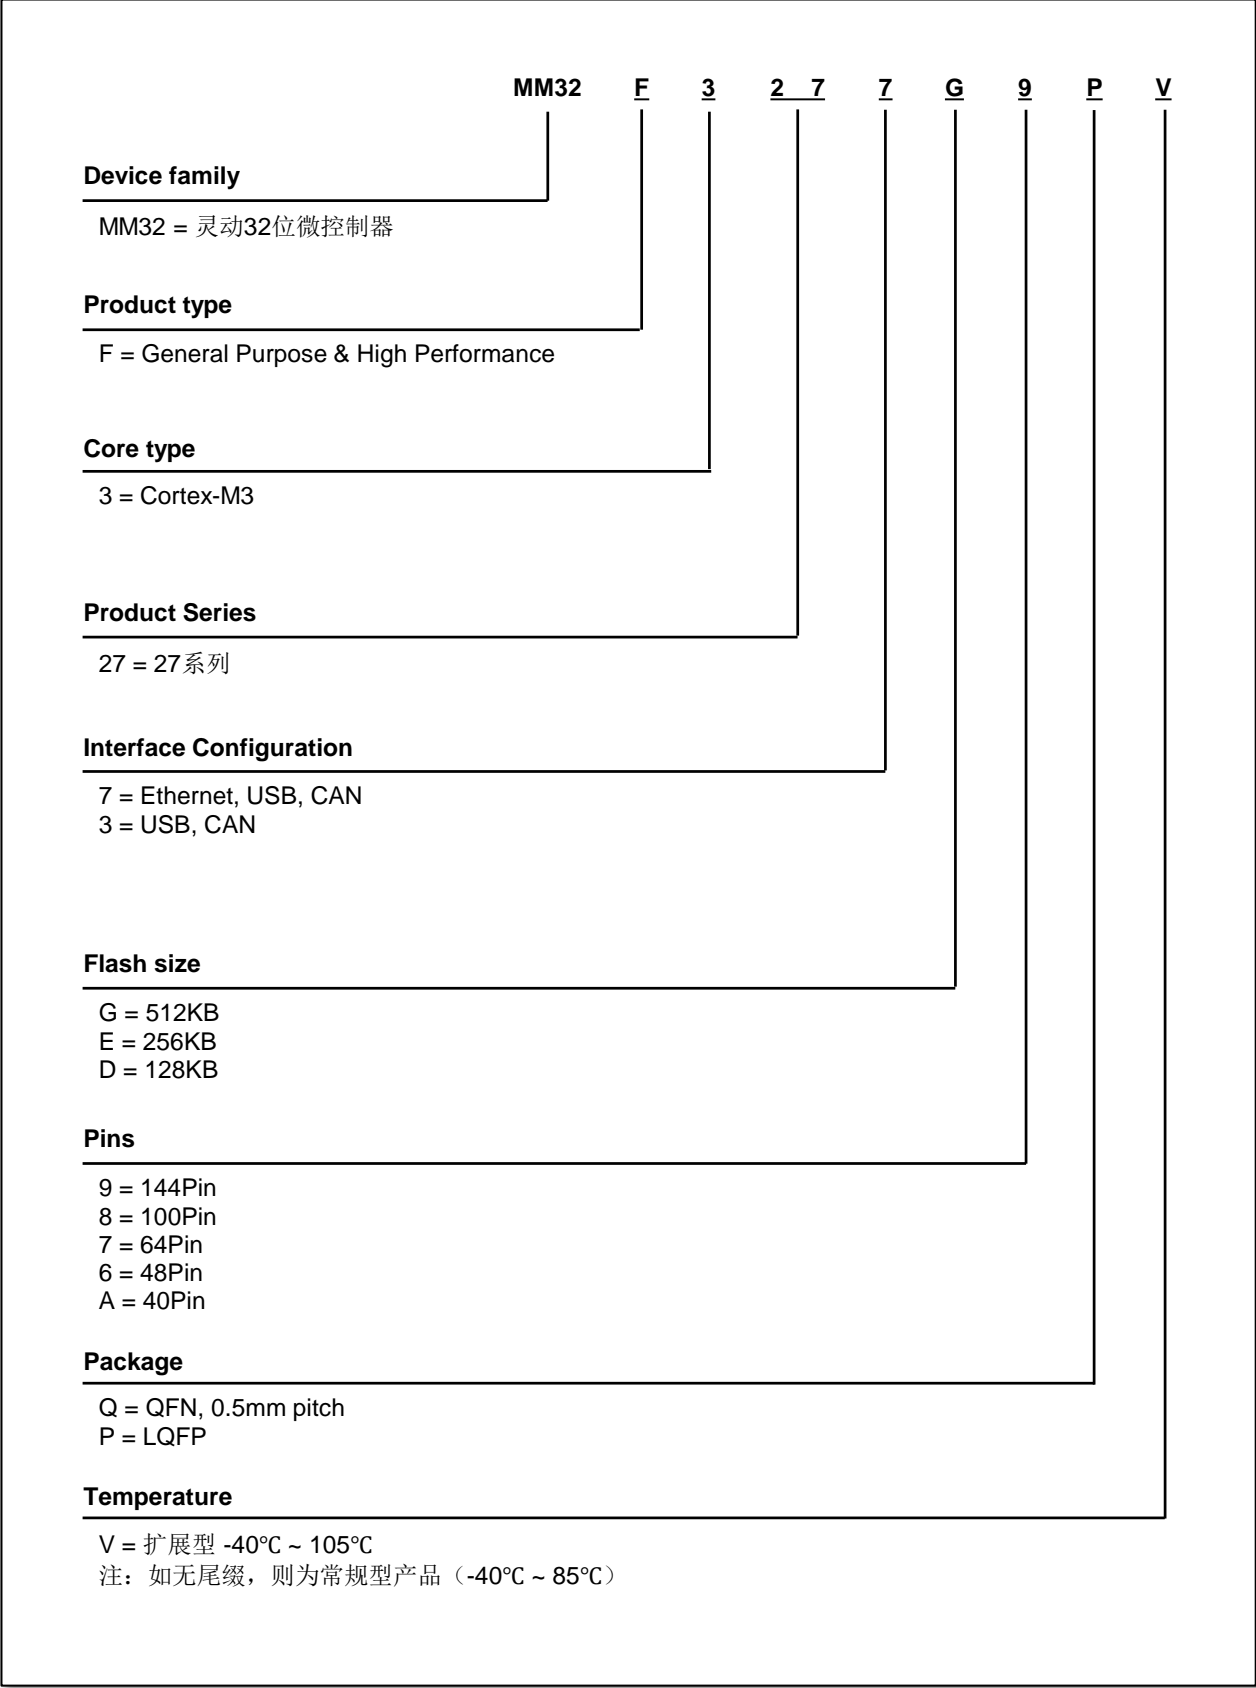 MM32 F 3 2 7 7 G 9 P V
Device family
MM32 = 灵动32位微控制器
Product type
F = General Purpose & High Performance
Core type
3 = Cortex-M3
Product Series
27 = 27系列
Interface Configuration
7 = Ethernet, USB, CAN
3 = USB, CAN
Flash size
G = 512KB
E = 256KB
D = 128KB
Pins
9 = 144Pin
8 = 100Pin
7 = 64Pin
6 = 48Pin
A = 40Pin
Package
Q = QFN, 0.5mm pitch
P = LQFP
Temperature
V = 扩展型 -40℃ ~ 105℃
注：如无尾缀，则为常规型产品（-40℃ ~ 85℃）